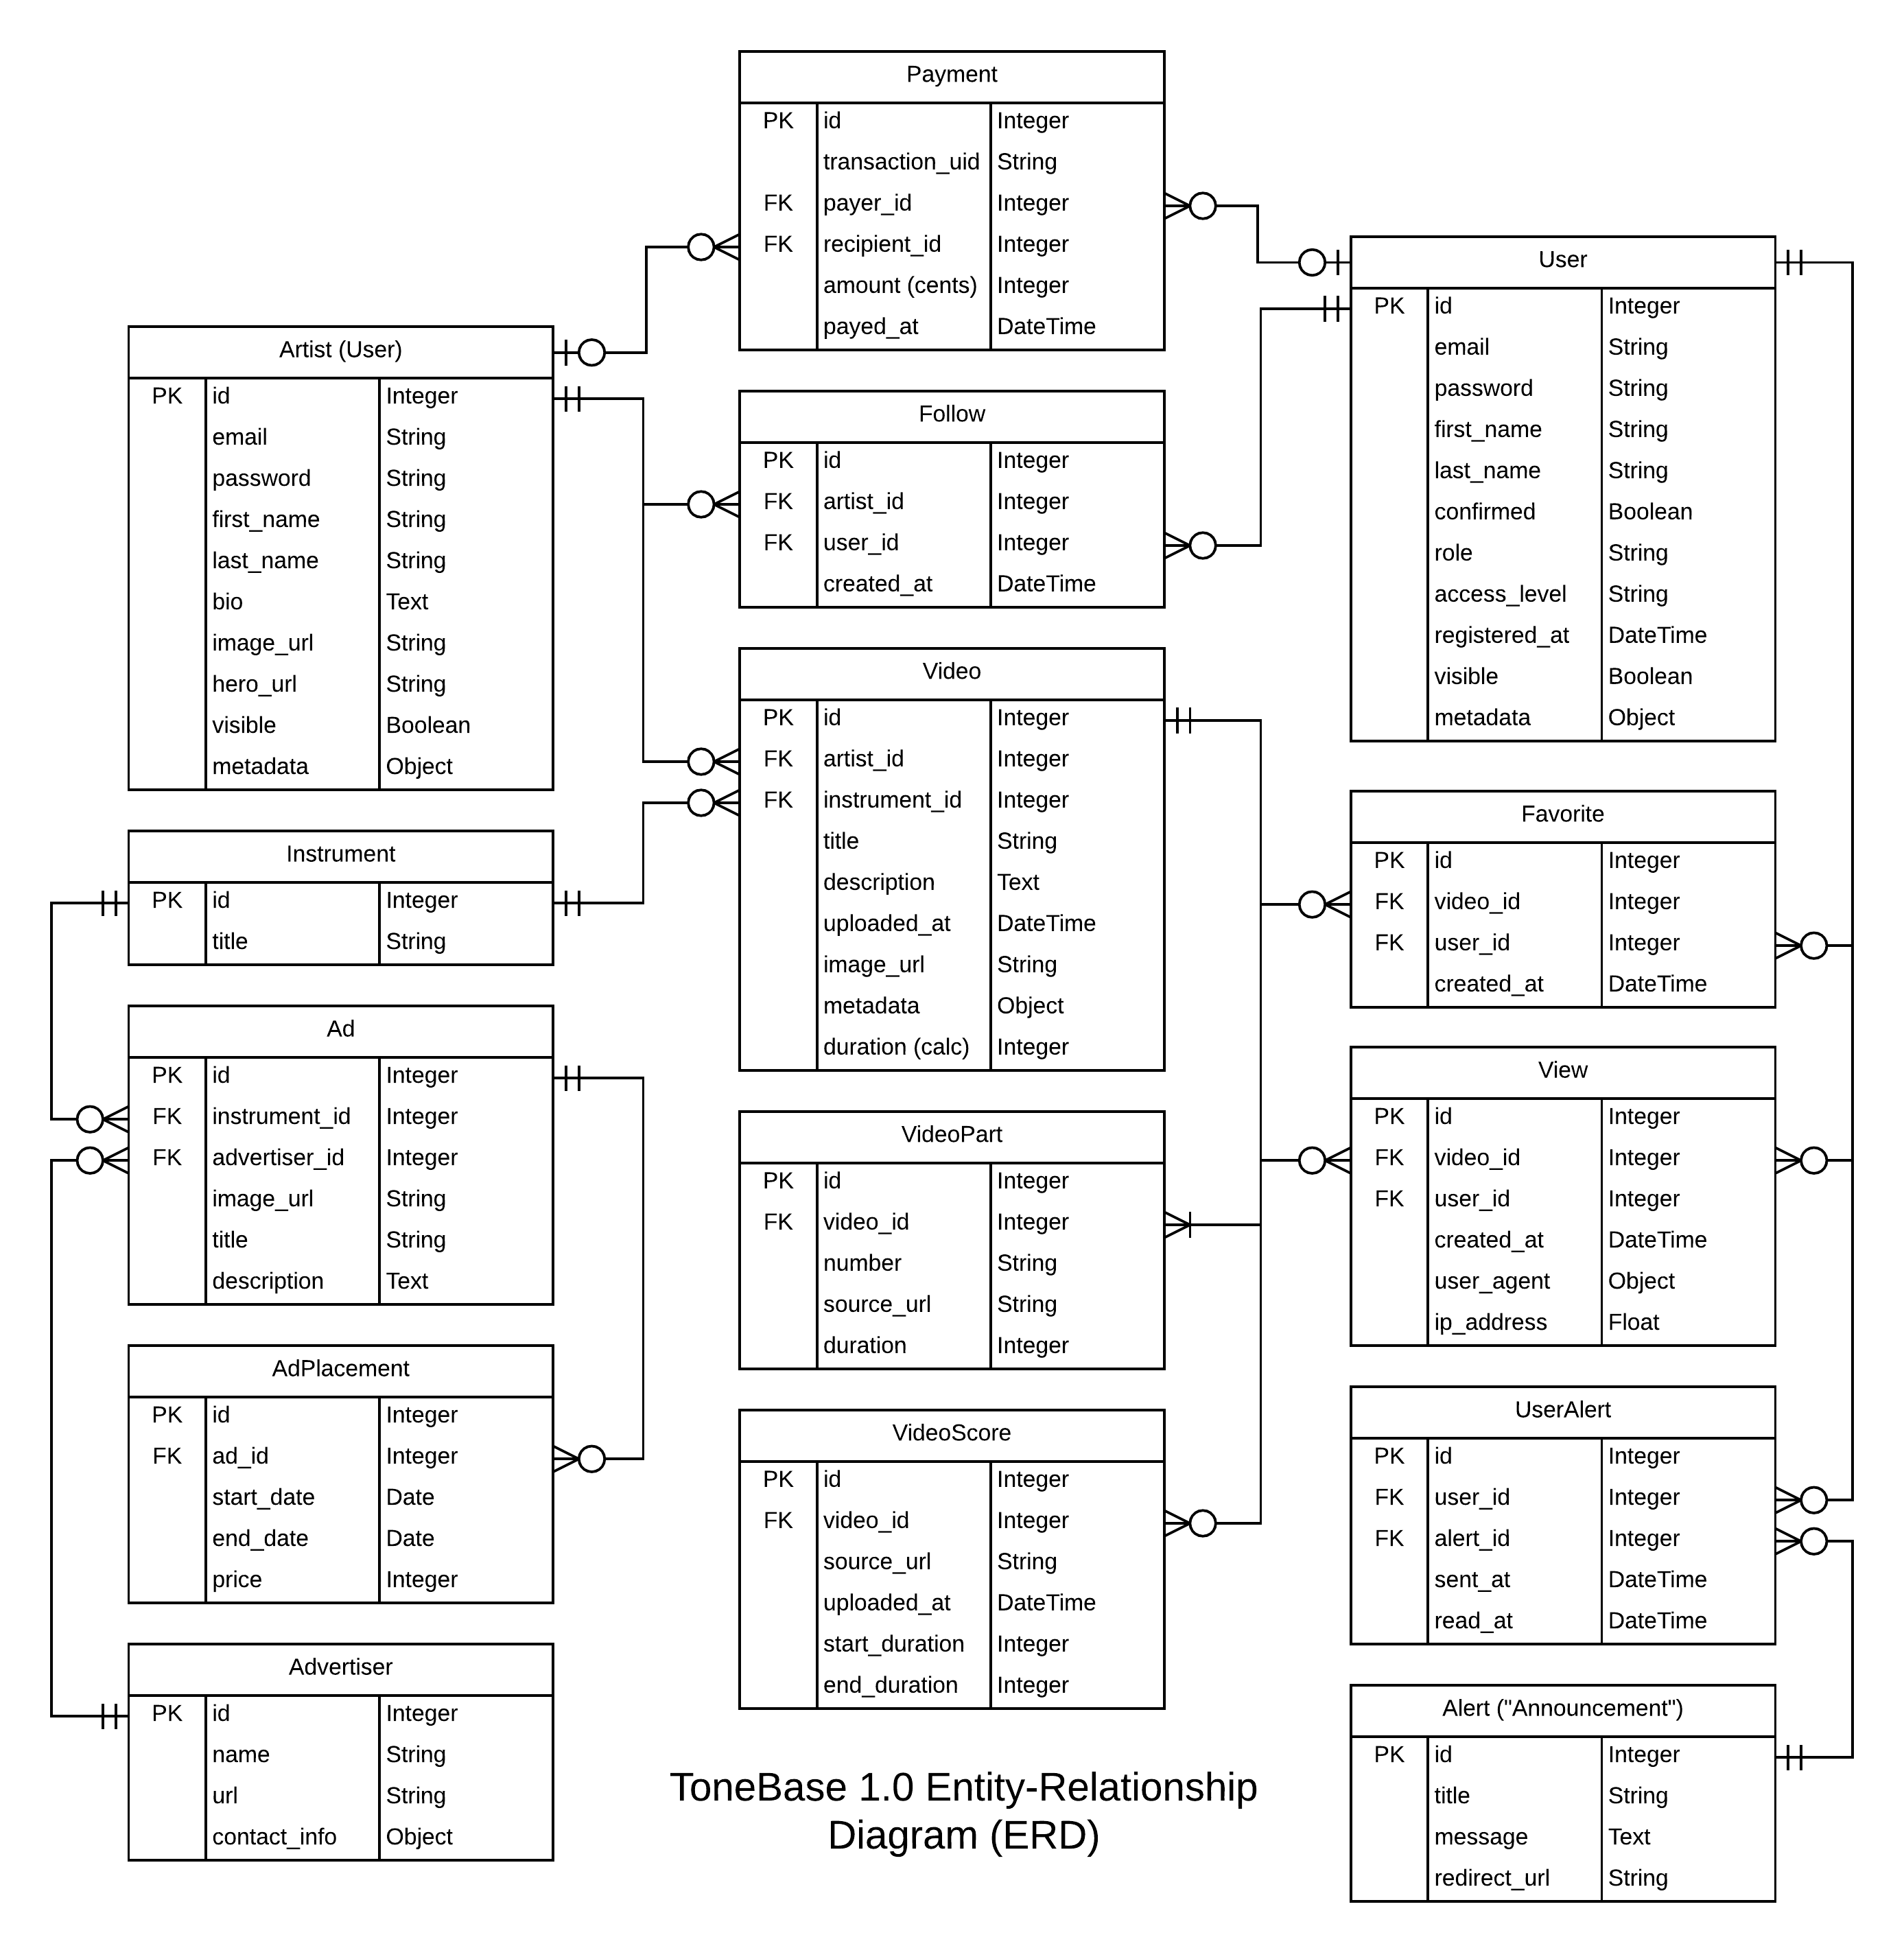 Payment
PK id Integer
transaction_uid String
FK payer_id Integer
FK recipient_id Integer
amount (cents) Integer
payed_at DateTime
User
PK id Integer
email String
password String
first_name String
last_name String
confirmed Boolean
role String
access_level String
registered_at DateTime
visible Boolean
metadata Object
Artist (User)
PK id Integer
email String
password String
first_name String
last_name String
bio Text
image_url String
hero_url String
visible Boolean
metadata Object
Follow
PK id Integer
FK artist_id Integer
FK user_id Integer
created_at DateTime
Video
PK id Integer
FK artist_id Integer
FK instrument_id Integer
title String
description Text
uploaded_at DateTime
image_url String
metadata Object
duration (calc) Integer
Favorite
PK id Integer
FK video_id Integer
FK user_id Integer
created_at DateTime
Instrument
PK id Integer
title String
Ad
PK id Integer
FK instrument_id Integer
FK advertiser_id Integer
image_url String
title String
description Text
View
PK id Integer
FK video_id Integer
FK user_id Integer
created_at DateTime
user_agent Object
ip_address Float
VideoPart
PK id Integer
FK video_id Integer
number String
source_url String
duration Integer
AdPlacement
PK id Integer
FK ad_id Integer
start_date Date
end_date Date
price Integer
VideoScore
PK id Integer
FK video_id Integer
source_url String
uploaded_at DateTime
start_duration Integer
end_duration Integer
UserAlert
PK id Integer
FK user_id Integer
FK alert_id Integer
sent_at DateTime
read_at DateTime
Advertiser
PK id Integer
name String
url String
contact_info Object
Alert ("Announcement")
PK id Integer
title String
message Text
redirect_url String
ToneBase 1.0 Entity-Relationship
Diagram (ERD)